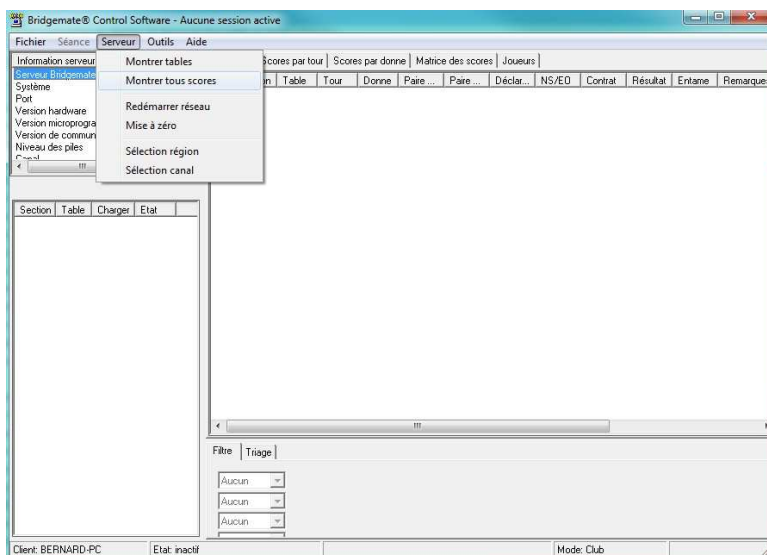 Bridgemate® Control Software - Aucune session active
Fichier Séance Serveur Outils Aide
Information serveur
Serveur Bridgemate
Système
Port
Version hardware
Version microprogra
Version de commun
Niveau des piles
Canal
Montrer tables
Montrer tous scores
Redémarrer réseau
Mise à zéro
Sélection région
Sélection canal
Scores par tour Scores par donne Matrice des scores Joueurs
n Table Tour Donne Paire ... Paire ... Déclar... NS/EO Contrat Résultat Entame Remarque
Section Table Charger Etat
Filtre Triage
Aucun
Aucun
Aucun
Client: BERNARD-PC Etat: inactif Mode: Club